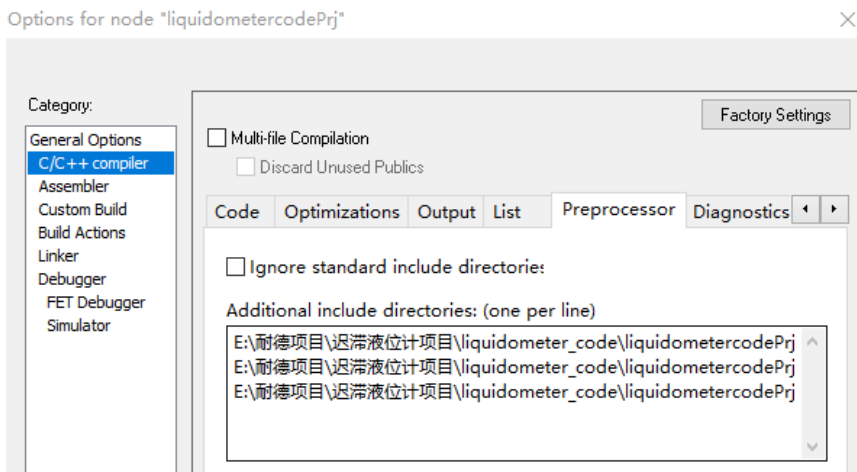 Options for node "liquidometercodePrj"
Category:
Factory Settings
General Options
C/C++ compiler
Assembler
Custom Build
Build Actions
Linker
Debugger
FET Debugger
Simulator
Multi-file Compilation
Discard Unused Publics
Code Optimizations Output List Preprocessor Diagnostics
Ignore standard include directories
Additional include directories: (one per line)
E:\耐德项目\迟滞液位计项目\liquidometer_code\liquidometercodePrj
E:\耐德项目\迟滞液位计项目\liquidometer_code\liquidometercodePrj
E:\耐德项目\迟滞液位计项目\liquidometer_code\liquidometercodePrj